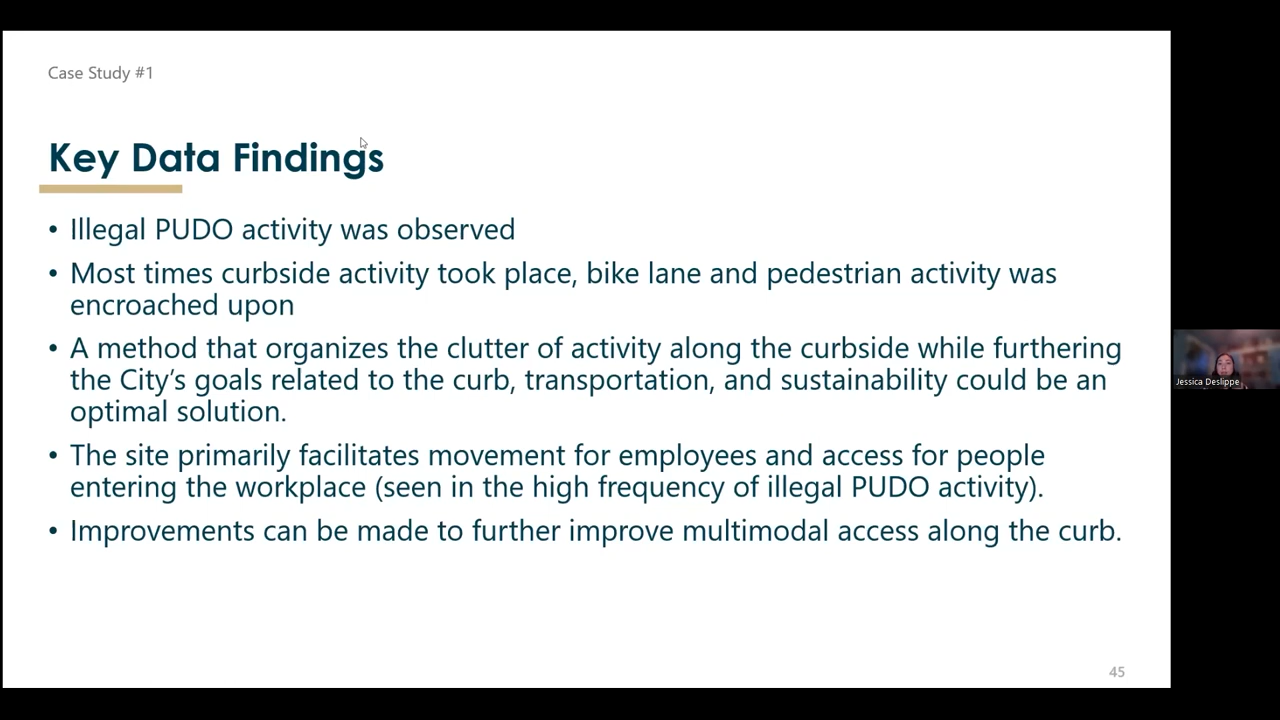 Case Study #1
Key Data Findings
• Illegal PUDO activity was observed
• Most times curbside activity took place, bike lane and pedestrian activity was
encroached upon
• A method that organizes the clutter of activity along the curbside while furthering
the City's goals related to the curb, transportation, and sustainability could be an
optimal solution.
• The site primarily facilitates movement for employees and access for people
entering the workplace (seen in the high frequency of illegal PUDO activity).
• Improvements can be made to further improve multimodal access along the curb.
45
Jessica Deslippe